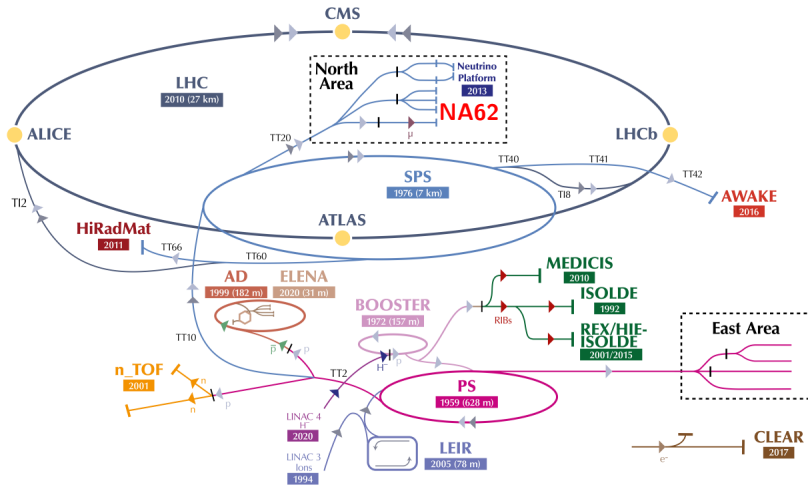 CMS
LHC
2010 (27 km)
North
Area
Neutrino
Platform
2013
NA62
μ
ALICE
LHCb
TT20
TT40
TT41
TT42
TI8
TI2
SPS
1976 (7 km)
AWAKE
2016
ATLAS
HiRadMat
2011
TT66
TT60
AD
1999 (182 m)
ELENA
2020 (31 m)
BOOSTER
1972 (157 m)
MEDICIS
2010
ISOLDE
1992
RIBs
REX/HIE-
ISOLDE
2001/2015
East Area
TT10
p̅
p
H⁻
p
n_TOF
2001
n
n
p
TT2
PS
1959 (628 m)
LINAC 4
H⁻
2020
LINAC 3
Ions
1994
LEIR
2005 (78 m)
CLEAR
2017
e⁻